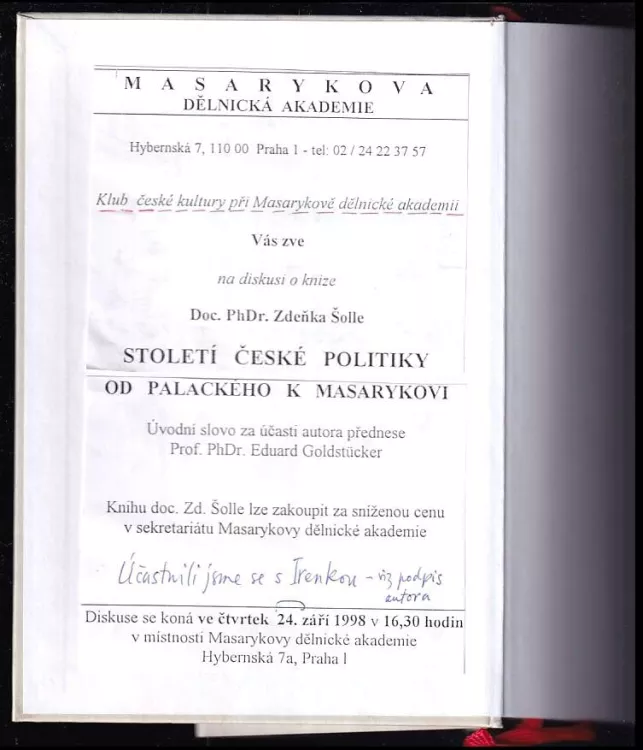 MASARYKOVA
DĚLNICKÁ AKADEMIE
Hybernská 7, 110 00 Praha 1 - tel: 02 / 24 22 37 57
Klub české kultury při Masarykově dělnické akademii
Vás zve
na diskusi o knize
Doc. PhDr. Zdeňka Šolle
STOLETÍ ČESKÉ POLITIKY
OD PALACKÉHO K MASARYKOVI
Úvodní slovo za účasti autora přednese
Prof. PhDr. Eduard Goldstücker
Knihu doc. Zd. Šolle lze zakoupit za sníženou cenu
v sekretariátu Masarykovy dělnické akademie
Účastnili jsme se s Irenkou – viz podpis
autora
Diskuse se koná ve čtvrtek 24. září 1998 v 16,30 hodin
v místnosti Masarykovy dělnické akademie
Hybernská 7a, Praha 1